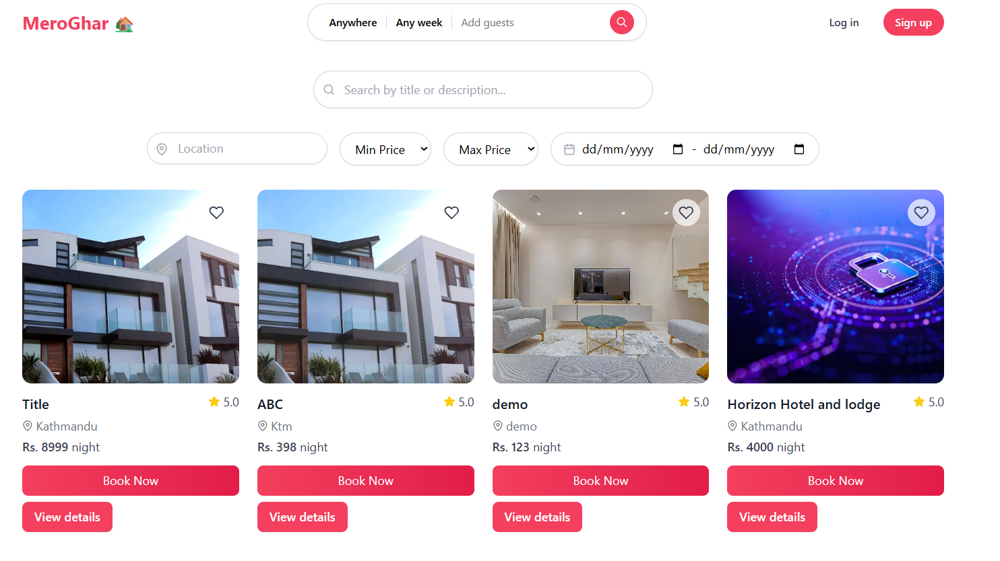 MeroGhar
Anywhere Any week Add guests
Log in Sign up
Search by title or description...
Location Min Price Max Price dd/mm/yyyy - dd/mm/yyyy
Title 5.0
Kathmandu
Rs. 8999 night
Book Now
View details
ABC 5.0
Ktm
Rs. 398 night
Book Now
View details
demo 5.0
demo
Rs. 123 night
Book Now
View details
Horizon Hotel and lodge 5.0
Kathmandu
Rs. 4000 night
Book Now
View details